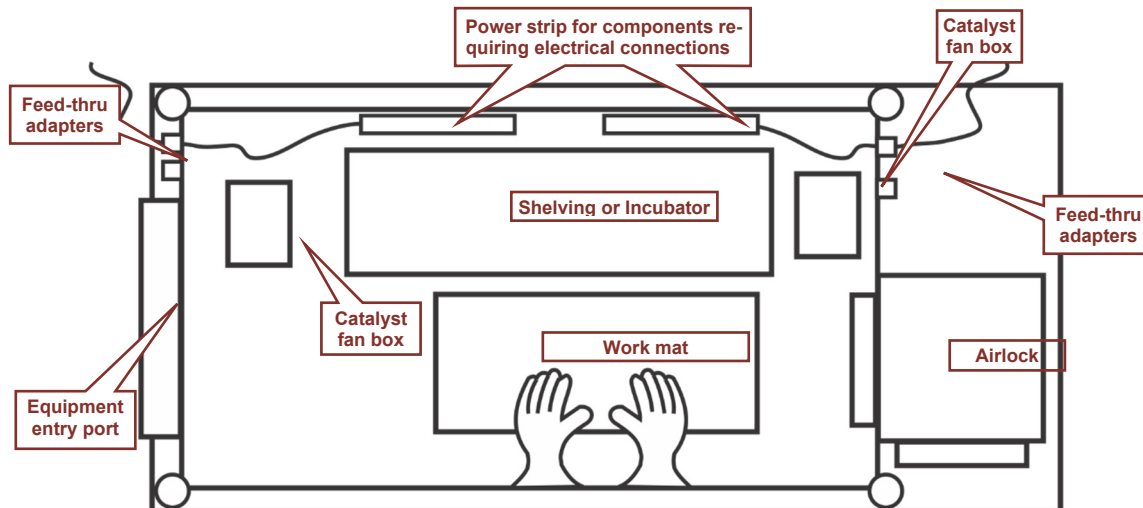 Power strip for components re-
quiring electrical connections
Catalyst
fan box
Feed-thru
adapters
Shelving or Incubator
Feed-thru
adapters
Catalyst
fan box
Work mat
Airlock
Equipment
entry port